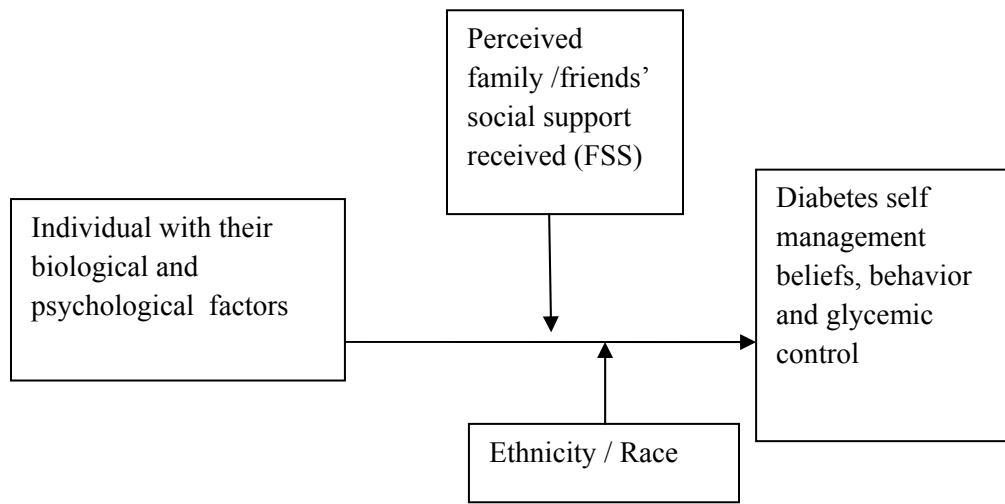 Perceived
family /friends’
social support
received (FSS)
Individual with their
biological and
psychological  factors
Diabetes self
management
beliefs, behavior
and glycemic
control
Ethnicity / Race